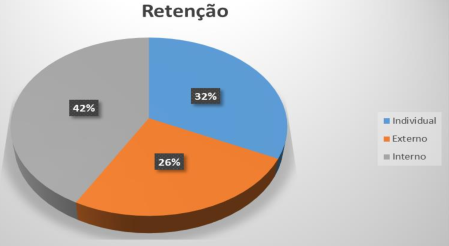 Retenção
32%
42%
26%
Individual
Externo
Interno